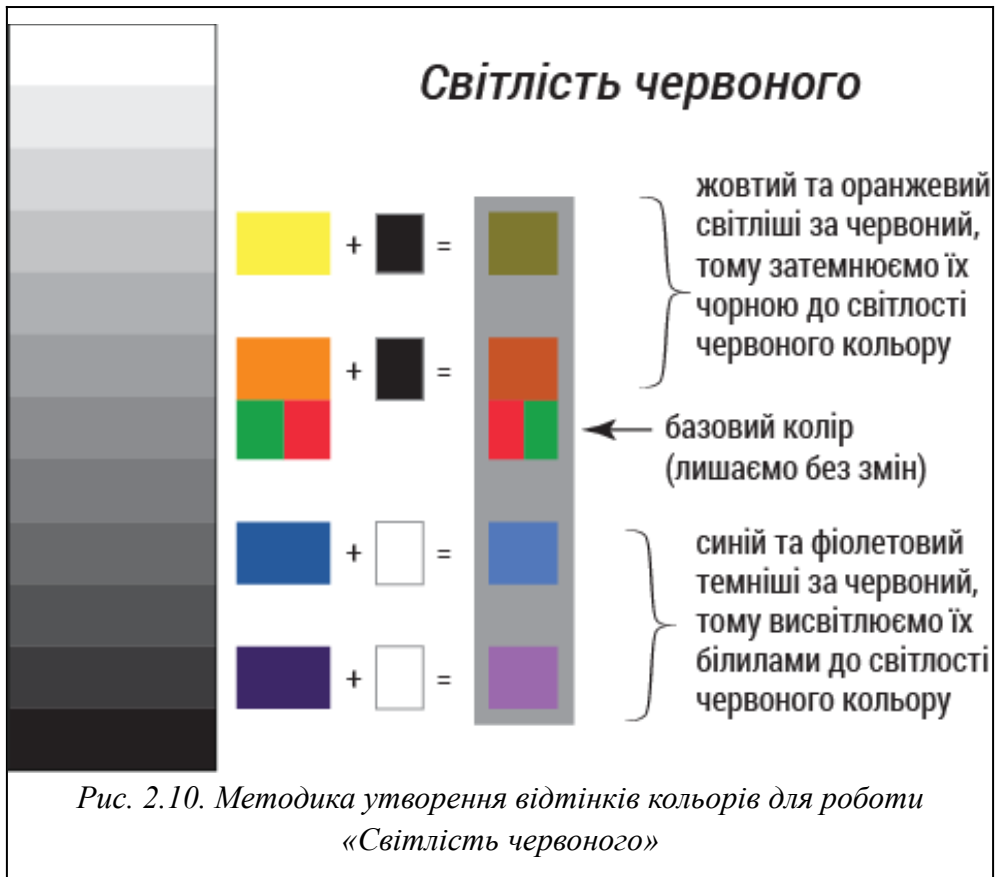 Світлість червоного
жовтий та оранжевий
світліші за червоний,
тому затемнюємо їх
чорною до світлості
червоного кольору
+ =
+ =
базовий колір
(лишаємо без змін)
+ =
+ =
синій та фіолетовий
темніші за червоний,
тому висвітлюємо їх
білилами до світлості
червоного кольору
Рис. 2.10. Методика утворення відтінків кольорів для роботи
«Світлість червоного»